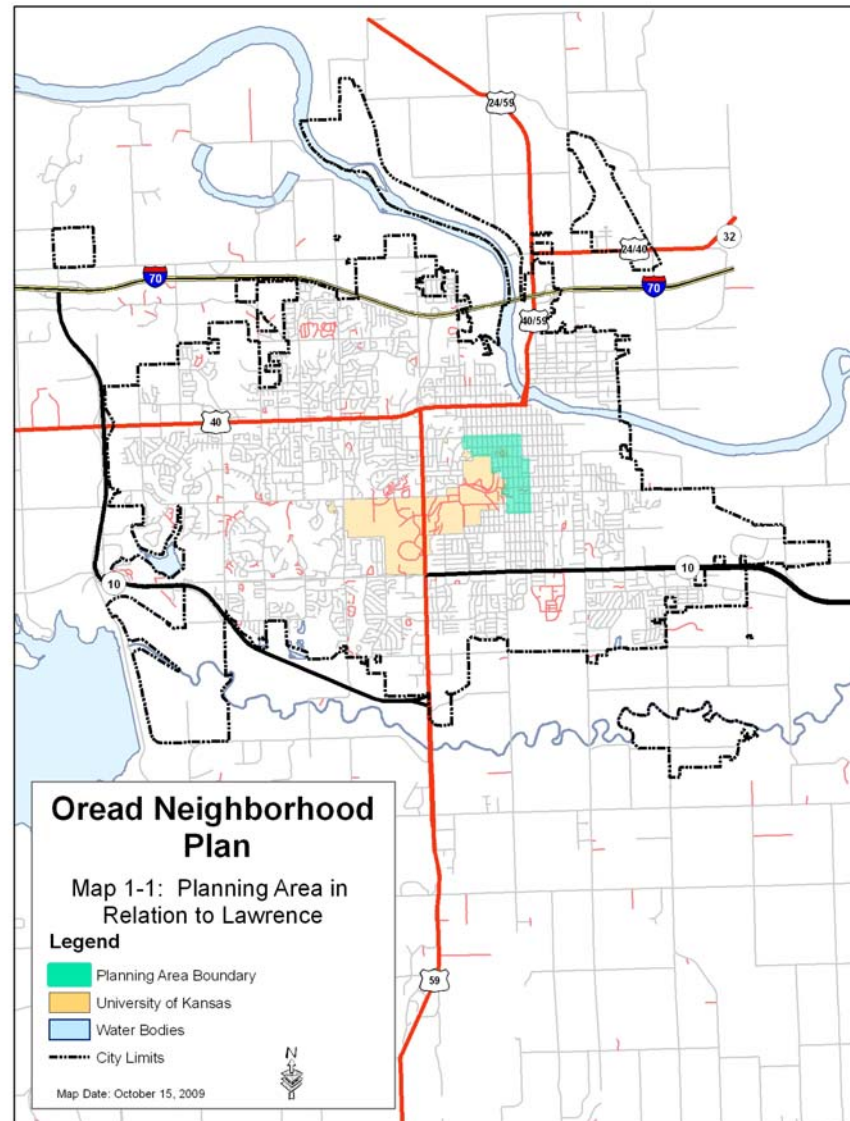 24/59
32
24/40
70
70
40/59
40
10
10
Oread Neighborhood
Plan
Map 1-1: Planning Area in
Relation to Lawrence
Legend
Planning Area Boundary
University of Kansas
Water Bodies
City Limits
N
Map Date: October 15, 2009
59